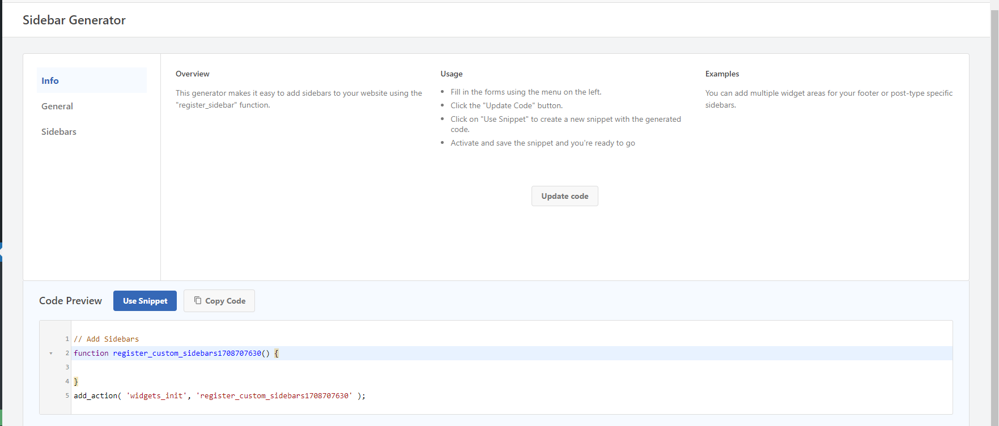 Sidebar Generator
Info
General
Sidebars
Overview
This generator makes it easy to add sidebars to your website using the
"register_sidebar" function.
Usage
Fill in the forms using the menu on the left.
Click the "Update Code" button.
Click on "Use Snippet" to create a new snippet with the generated
code.
Activate and save the snippet and you're ready to go
Examples
You can add multiple widget areas for your footer or post-type specific
sidebars.
Update code
Code Preview
Use Snippet
Copy Code
1 // Add Sidebars
2 function register_custom_sidebars1708707630() {
3
4 }
5 add_action( 'widgets_init', 'register_custom_sidebars1708707630' );